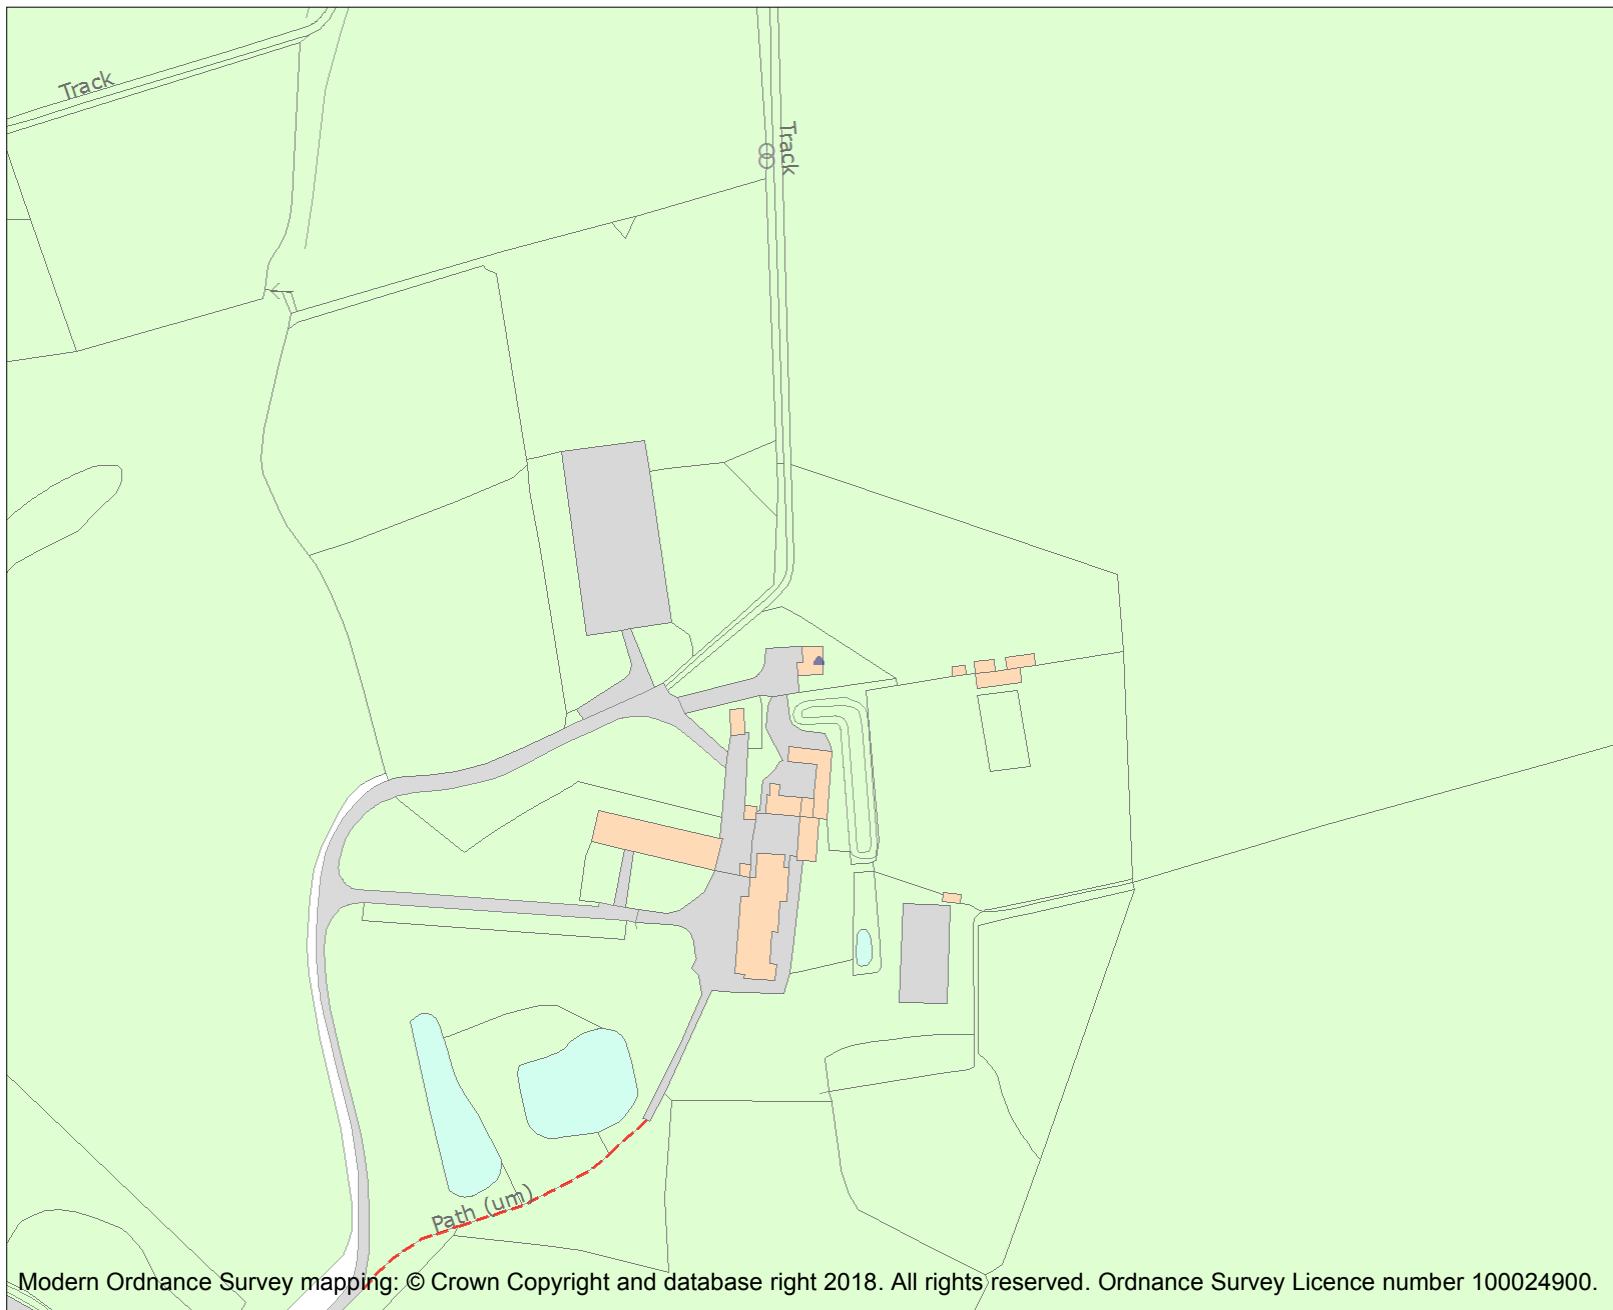 Track
Track
Path (um)
Modern Ordnance Survey mapping: © Crown Copyright and database right 2018. All rights reserved. Ordnance Survey Licence number 100024900.